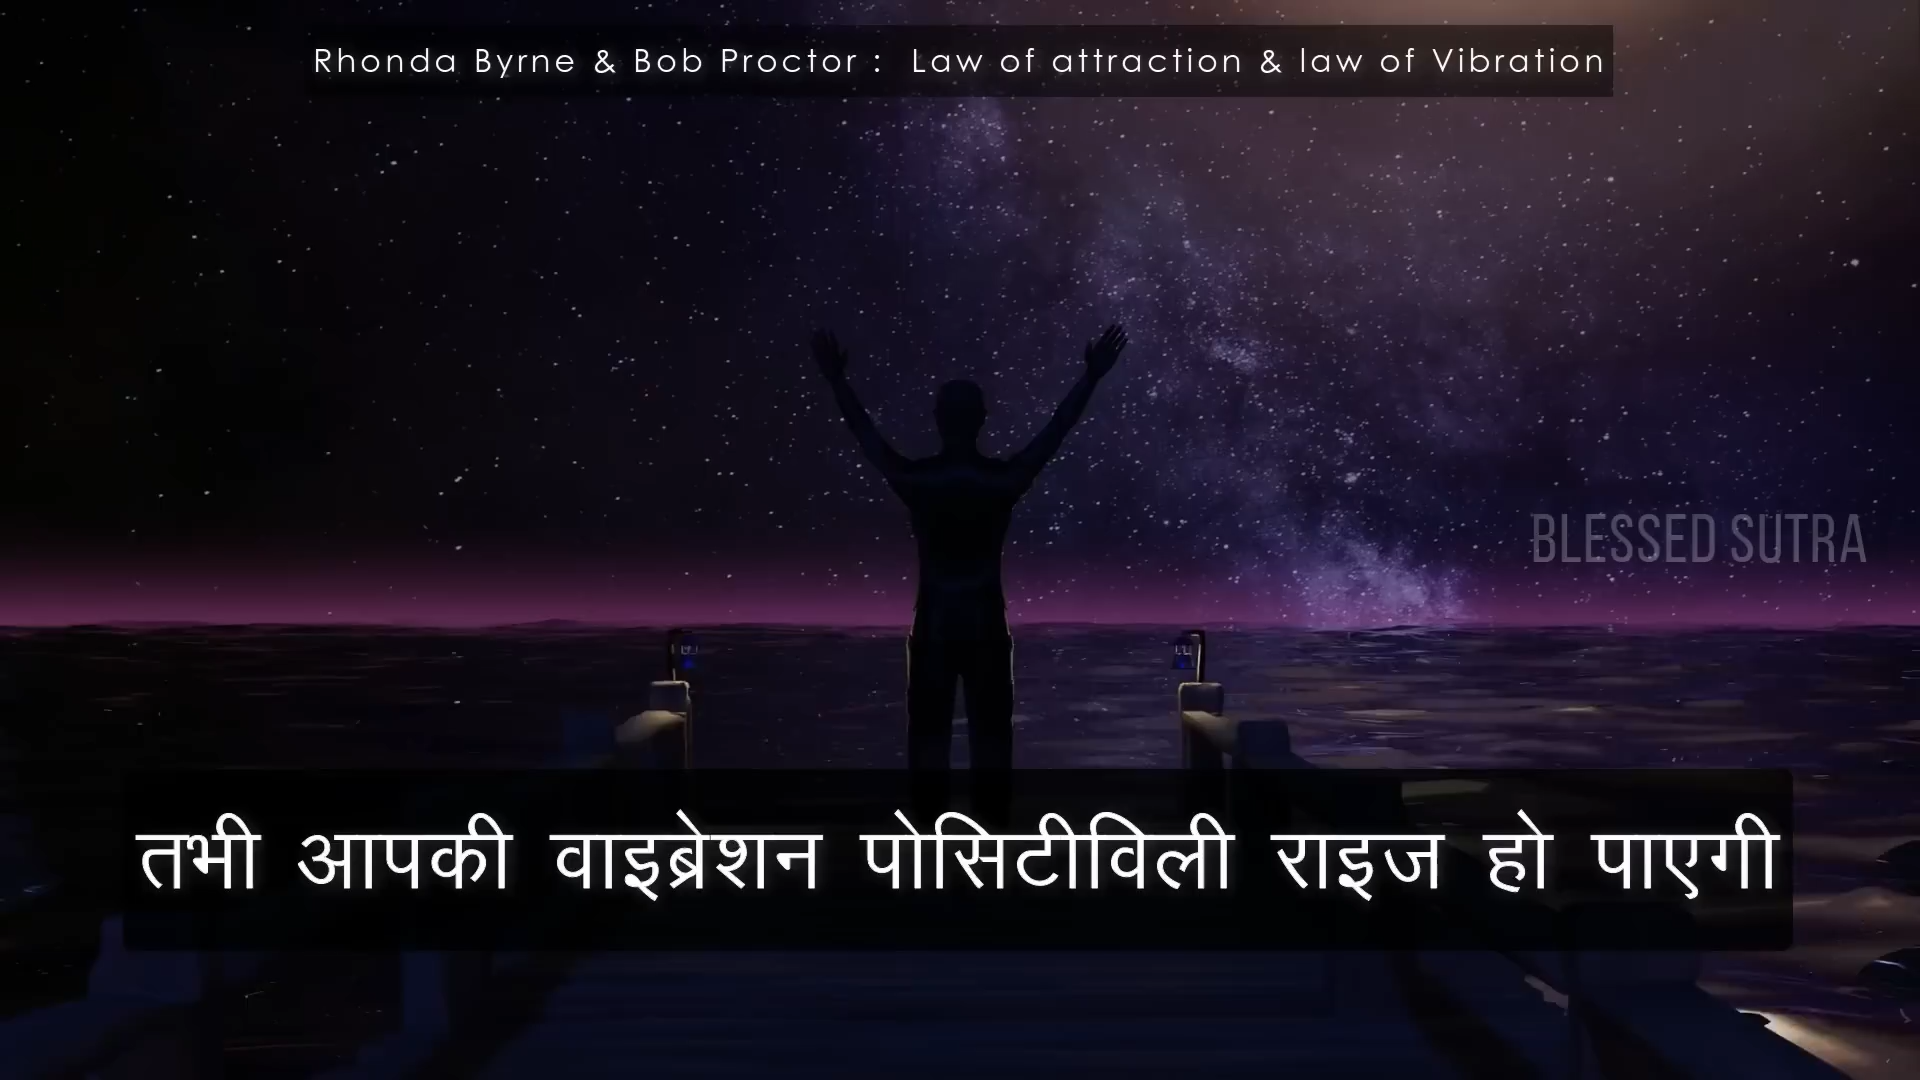 Rhonda Byrne & Bob Proctor : Law of attraction & law of Vibration
BLESSED SUTRA
तभी आपकी वाइब्रेशन पोसिटीविली राइज हो पाएगी